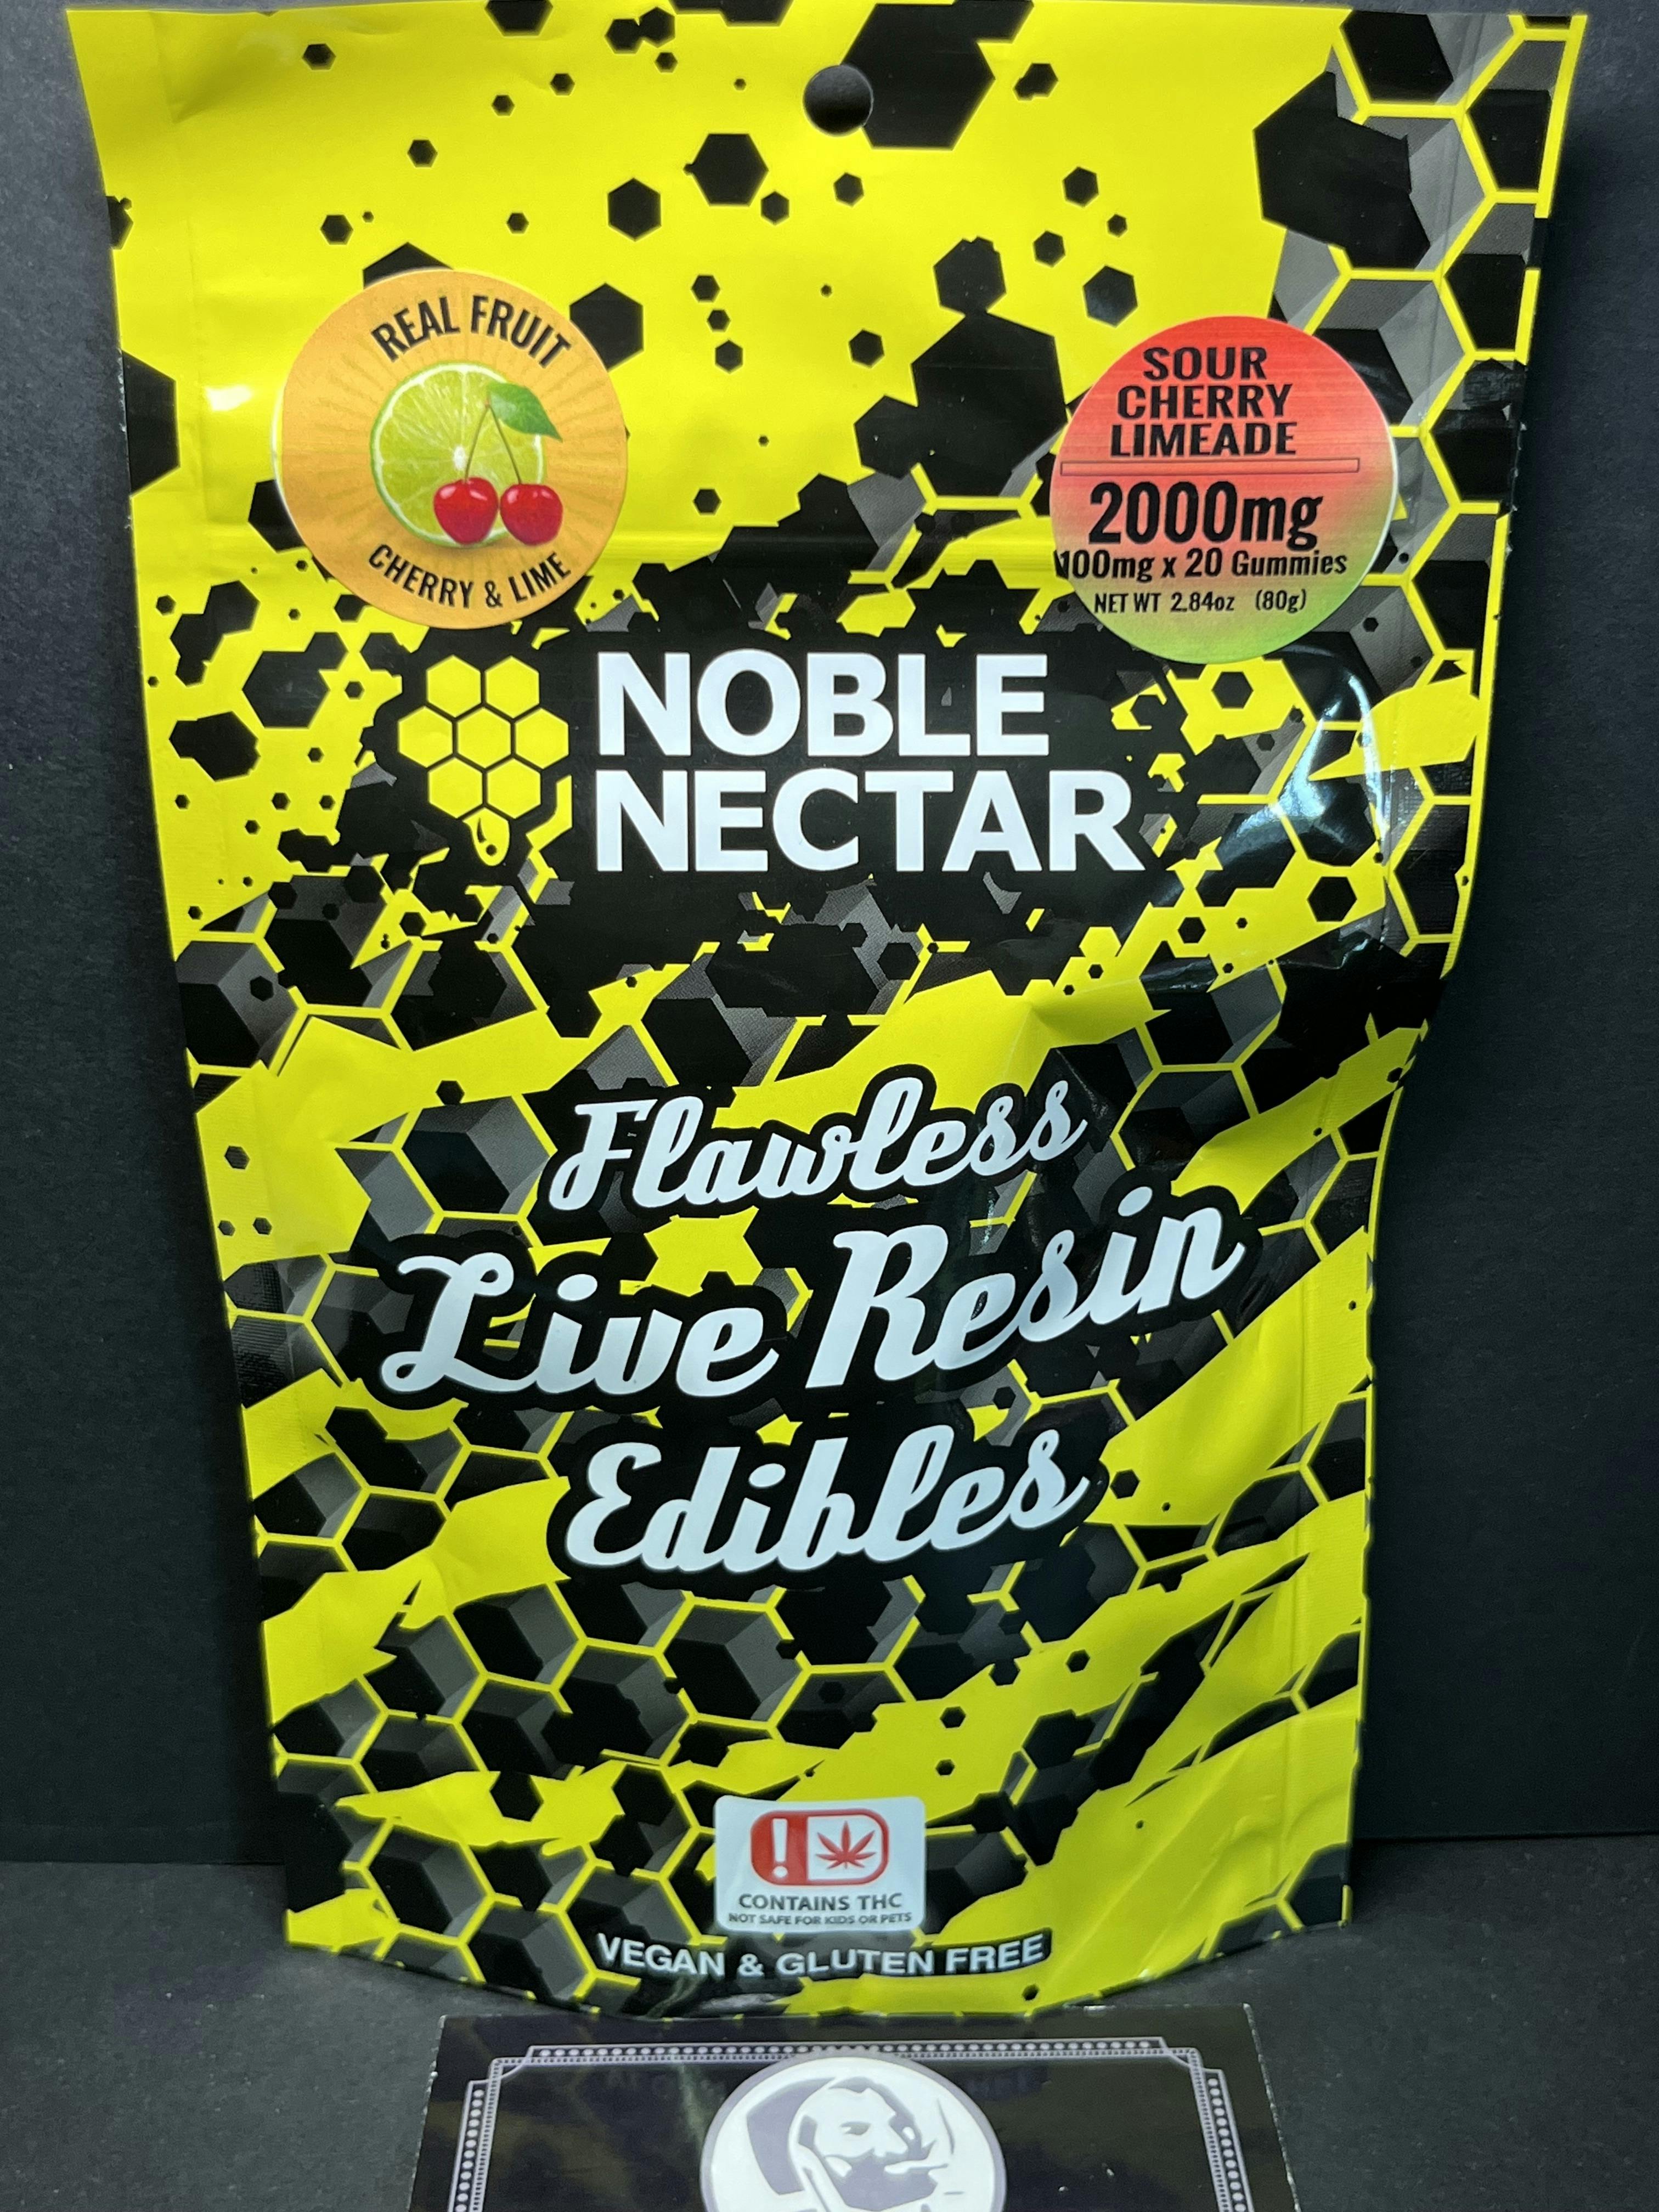 REAL FRUIT
CHERRY & LIME
SOUR
CHERRY
LIMEADE
2000mg
100mg x 20 Gummies
NET WT 2.84oz (80g)
NOBLE
NECTAR
Flawless
Live Resin
Edibles
!
CONTAINS THC
NOT SAFE FOR KIDS OR PETS
VEGAN & GLUTEN FREE